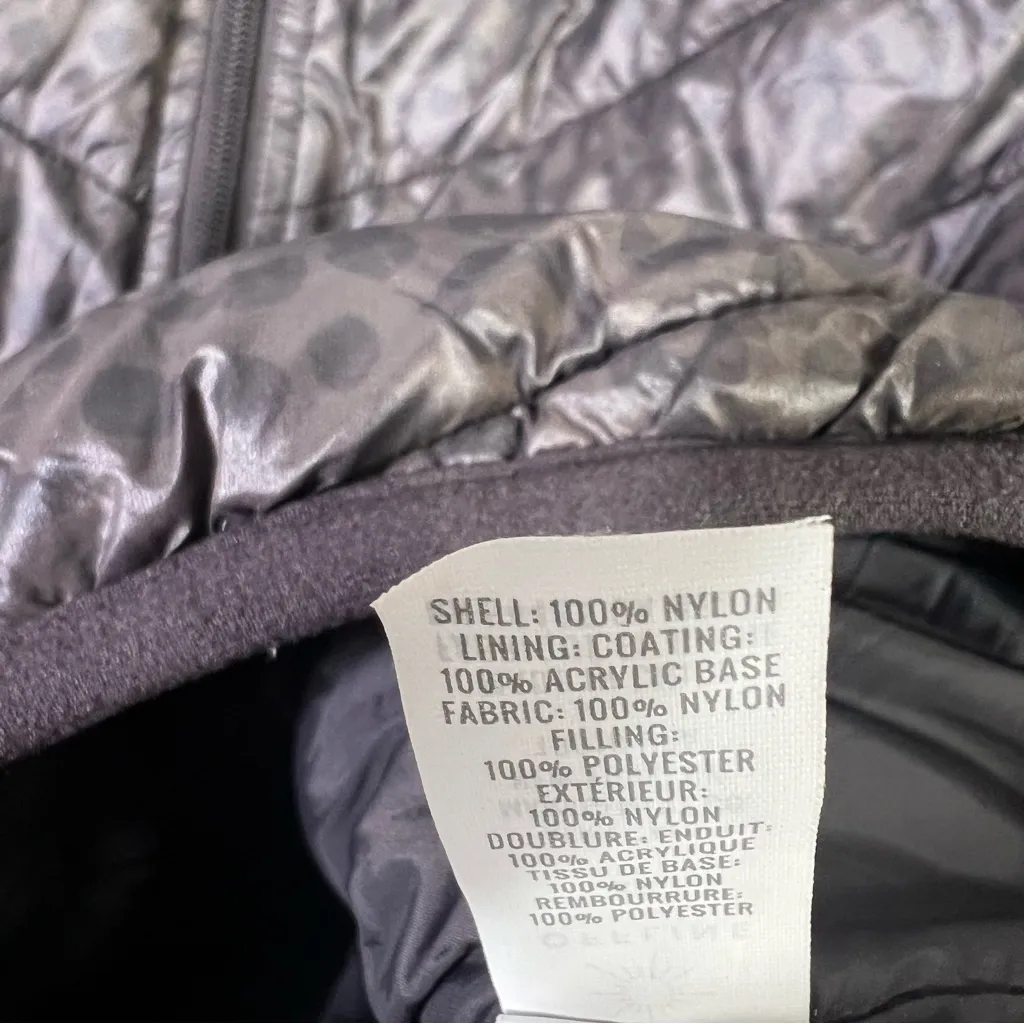 SHELL: 100% NYLON
LINING: COATING:
100% ACRYLIC BASE
FABRIC: 100% NYLON
FILLING:
100% POLYESTER
EXTÉRIEUR:
100% NYLON
DOUBLURE: ENDUIT:
100% ACRYLIQUE
TISSU DE BASE:
100% NYLON
REMBOURRURE:
100% POLYESTER